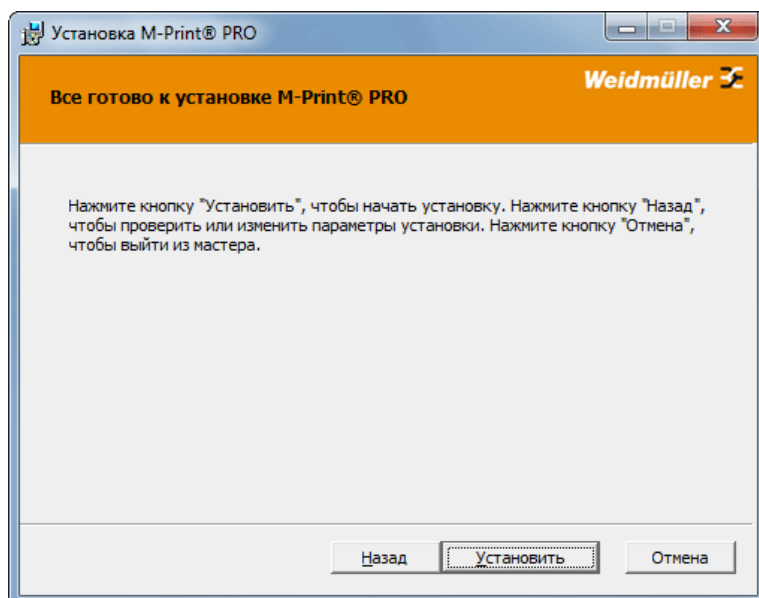 Установка M-Print® PRO
Weidmüller
Все готово к установке M-Print® PRO
Нажмите кнопку "Установить", чтобы начать установку. Нажмите кнопку "Назад",
чтобы проверить или изменить параметры установки. Нажмите кнопку "Отмена",
чтобы выйти из мастера.
Назад
Установить
Отмена